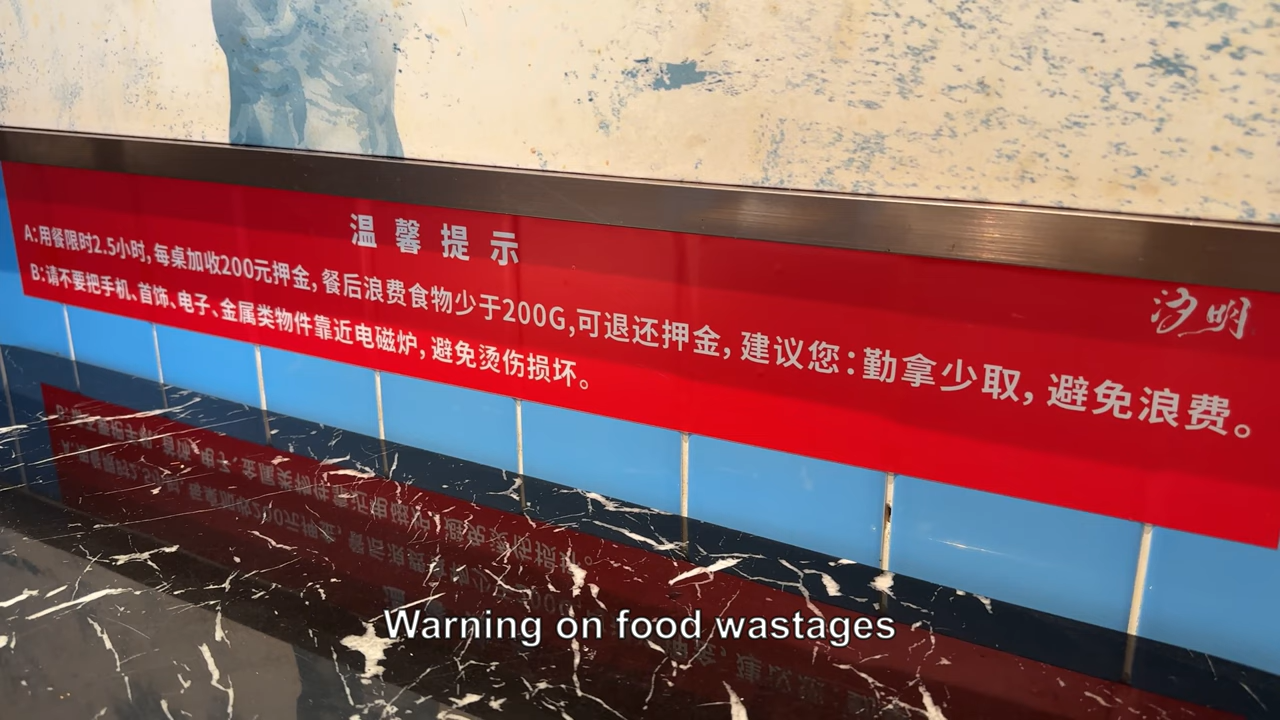 温馨提示
A:用餐限时2.5小时,每桌加收200元押金,餐后浪费食物少于200G,可退还押金,建议您:勤拿少取,避免浪费。
B:请不要把手机、首饰、电子、金属类物件靠近电磁炉,避免烫伤损坏。
汐明
Warning on food wastages